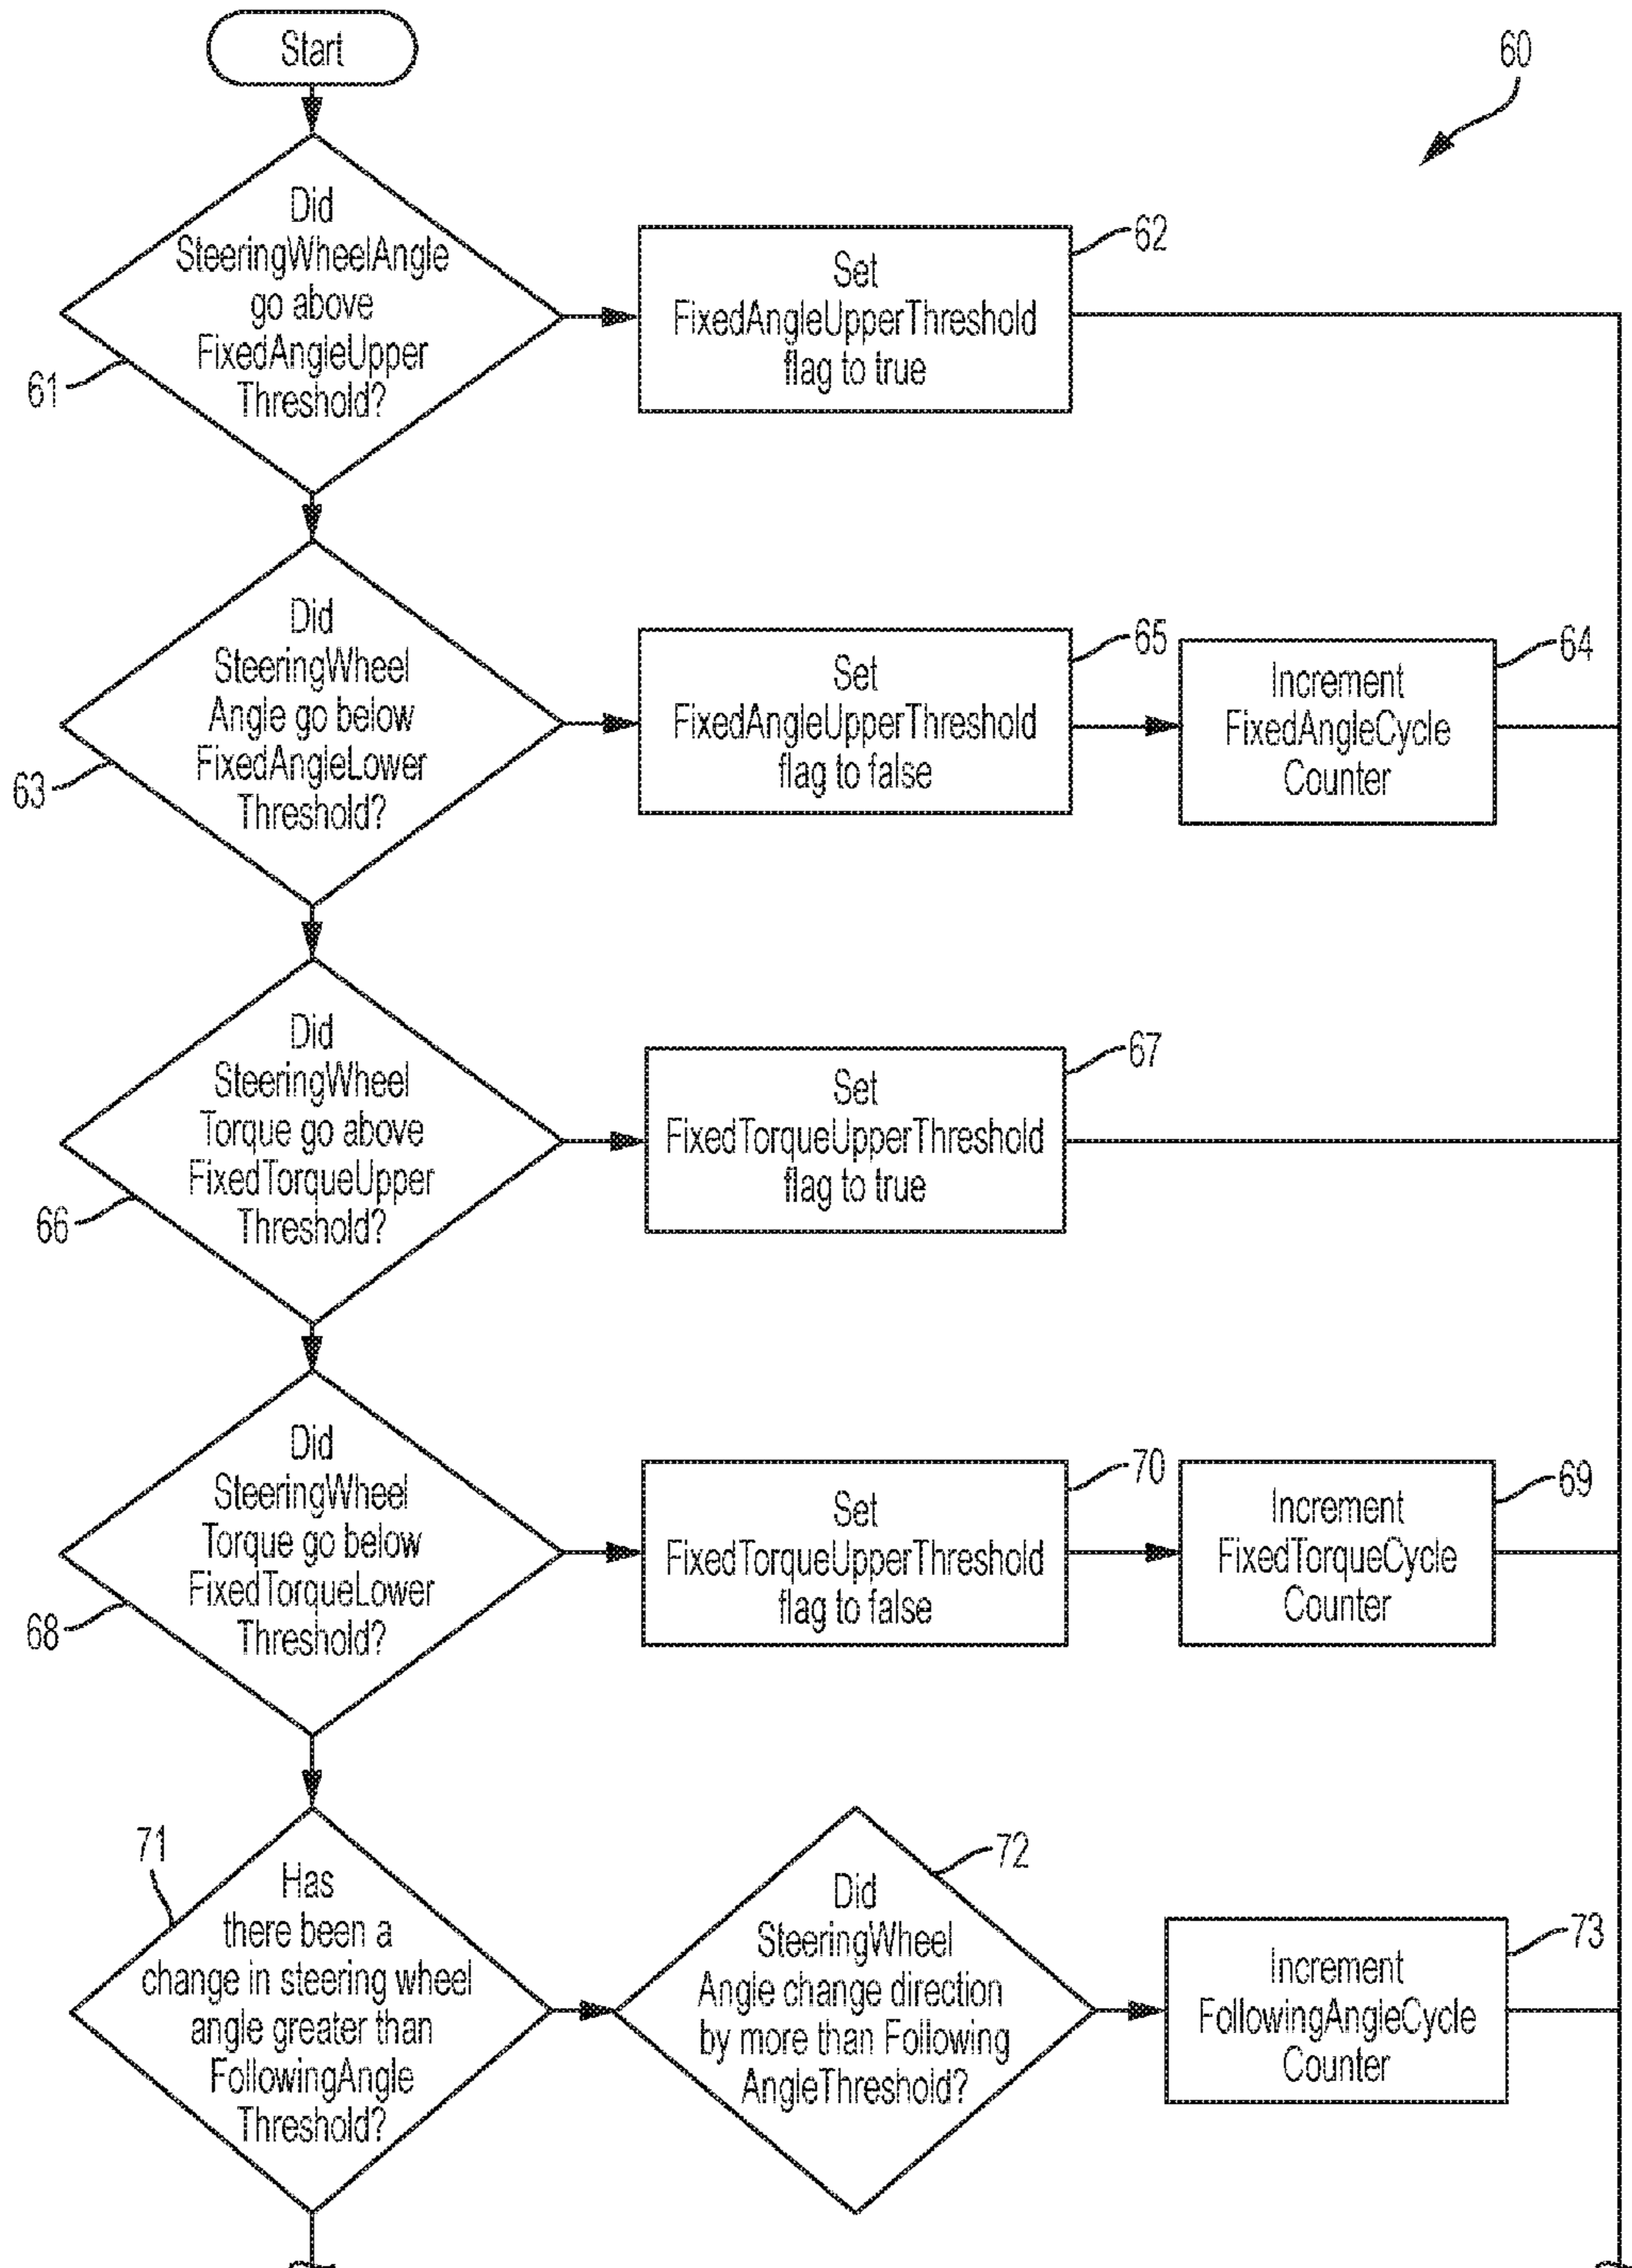 Start
60
Did
SteeringWheelAngle
go above
FixedAngleUpper
Threshold?
61
Set
FixedAngleUpperThreshold
flag to true
62
Did
SteeringWheel
Angle go below
FixedAngleLower
Threshold?
63
Set
FixedAngleUpperThreshold
flag to false
65
Increment
FixedAngleCycle
Counter
64
Did
SteeringWheel
Torque go above
FixedTorqueUpper
Threshold?
66
Set
FixedTorqueUpperThreshold
flag to true
67
Did
SteeringWheel
Torque go below
FixedTorqueLower
Threshold?
68
Set
FixedTorqueUpperThreshold
flag to false
70
Increment
FixedTorqueCycle
Counter
69
71
Has
there been a
change in steering wheel
angle greater than
FollowingAngle
Threshold?
72
Did
SteeringWheel
Angle change direction
by more than Following
AngleThreshold?
73
Increment
FollowingAngleCycle
Counter